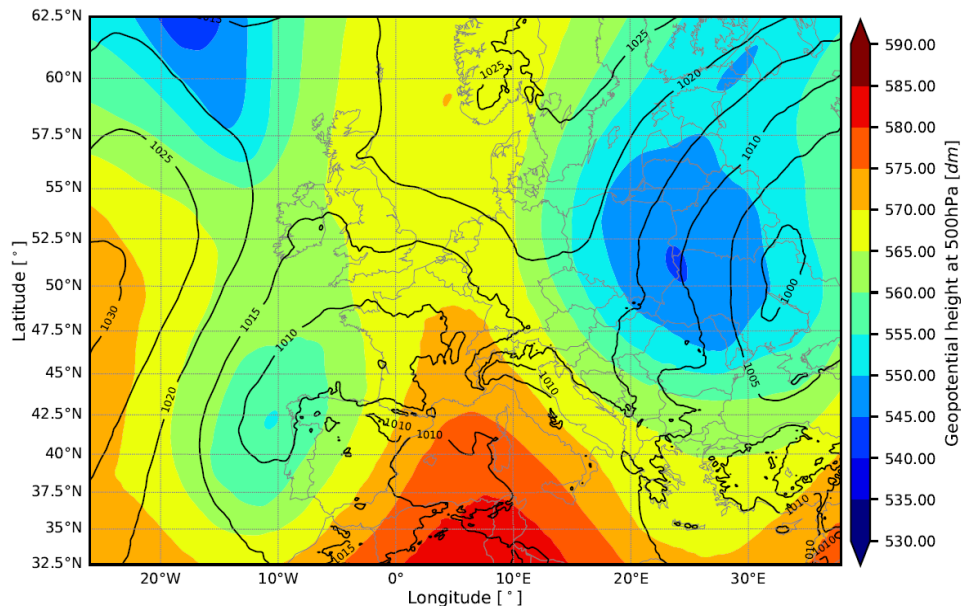 62.5°N
60°N
57.5°N
55°N
52.5°N
50°N
47.5°N
45°N
42.5°N
40°N
37.5°N
35°N
32.5°N
Latitude [°]
20°W 10°W 0° 10°E 20°E 30°E
Longitude [°]
1015
1025
1025
1025
1020
1010
1030
1015
1010
1020
1000
1005
1010
1010
1010
1015
1010
1010
1010
590.00
585.00
580.00
575.00
570.00
565.00
560.00
555.00
550.00
545.00
540.00
535.00
530.00
Geopotential height at 500hPa [dm]